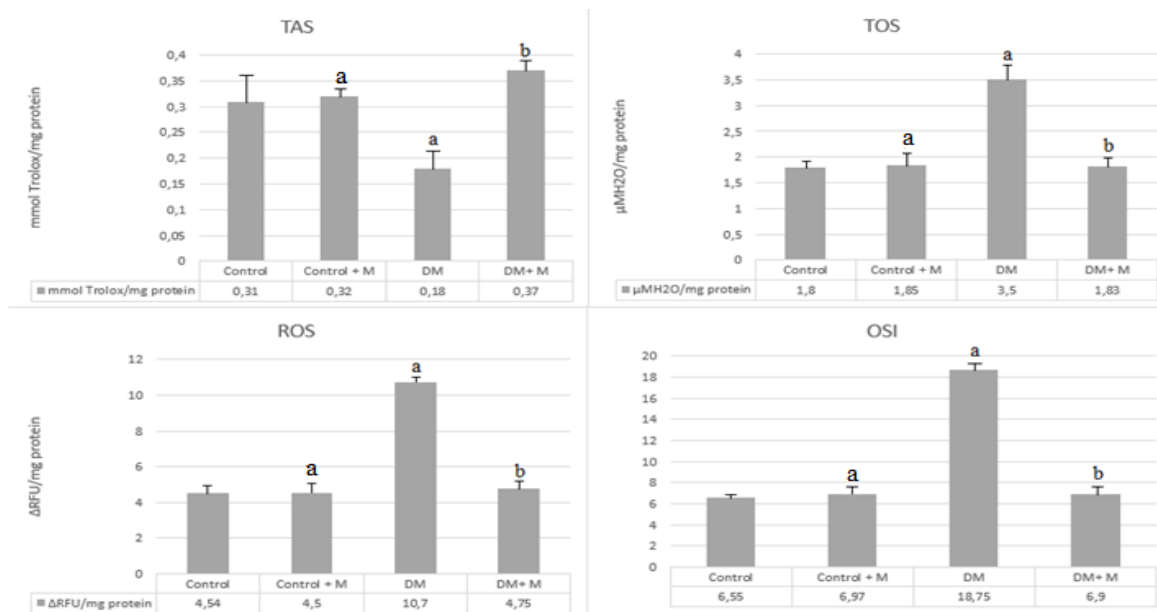 TAS
mmol Trolox/mg protein
0,4
0,35
0,3
0,25
0,2
0,15
0,1
0,05
0
a
a
b
Control Control + M DM DM+ M
mmol Trolox/mg protein 0,31 0,32 0,18 0,37
TOS
µMH2O/mg protein
4
3,5
3
2,5
2
1,5
1
0,5
0
a
a
b
Control Control + M DM DM+ M
µMH2O/mg protein 1,8 1,85 3,5 1,83
ROS
ΔRFU/mg protein
12
10
8
6
4
2
0
a
a
b
Control Control + M DM DM+ M
ΔRFU/mg protein 4,54 4,5 10,7 4,75
OSI
20
18
16
14
12
10
8
6
4
2
0
a
a
b
Control Control + M DM DM+ M
6,55 6,97 18,75 6,9